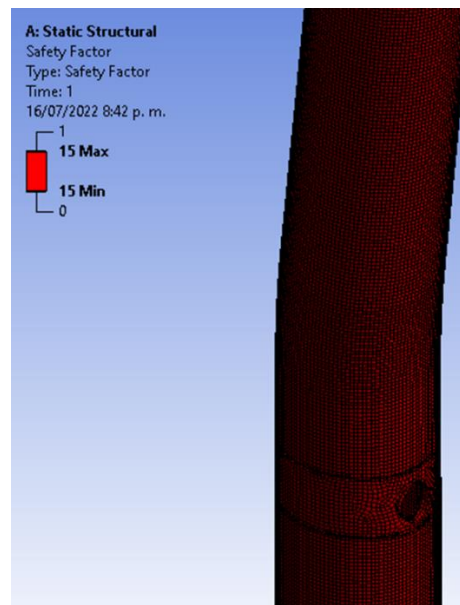 A: Static Structural
Safety Factor
Type: Safety Factor
Time: 1
16/07/2022 8:42 p. m.
1
15 Max
15 Min
0